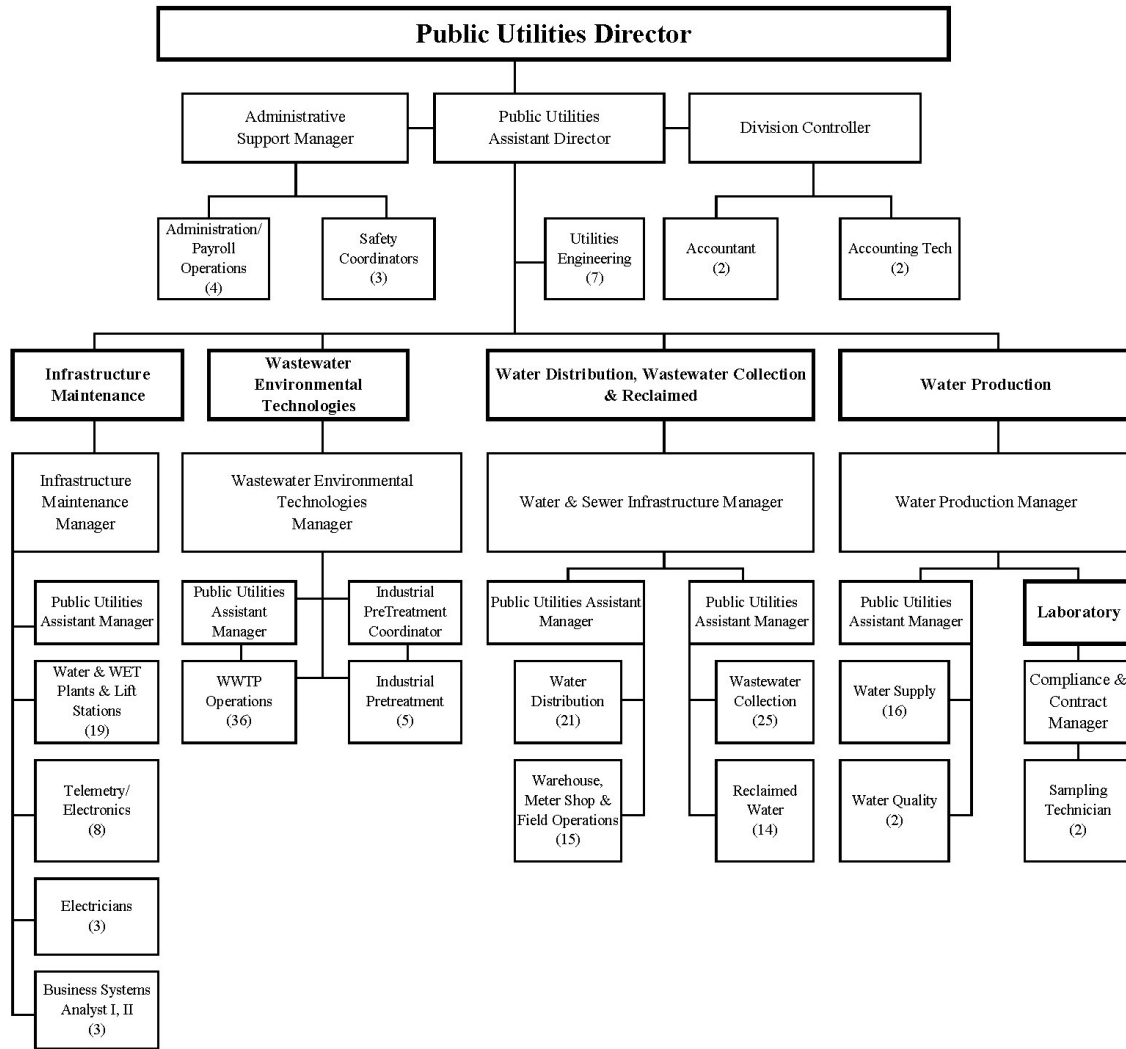 Public Utilities Director
Administrative
Support Manager
Public Utilities
Assistant Director
Division Controller
Administration/
Payroll
Operations
(4)
Safety
Coordinators
(3)
Utilities
Engineering
(7)
Accountant
(2)
Accounting Tech
(2)
Infrastructure
Maintenance
Wastewater
Environmental
Technologies
Water Distribution, Wastewater Collection
& Reclaimed
Water Production
Infrastructure
Maintenance
Manager
Wastewater Environmental
Technologies
Manager
Water & Sewer Infrastructure Manager
Water Production Manager
Public Utilities
Assistant Manager
Public Utilities
Assistant
Manager
Industrial
PreTreatment
Coordinator
Public Utilities Assistant
Manager
Public Utilities
Assistant Manager
Public Utilities
Assistant Manager
Laboratory
Water & WET
Plants & Lift
Stations
(19)
WWTP
Operations
(36)
Industrial
Pretreatment
(5)
Water
Distribution
(21)
Wastewater
Collection
(25)
Water Supply
(16)
Compliance &
Contract
Manager
Telemetry/
Electronics
(8)
Warehouse,
Meter Shop &
Field Operations
(15)
Reclaimed
Water
(14)
Water Quality
(2)
Sampling
Technician
(2)
Electricians
(3)
Business Systems
Analyst I, II
(3)